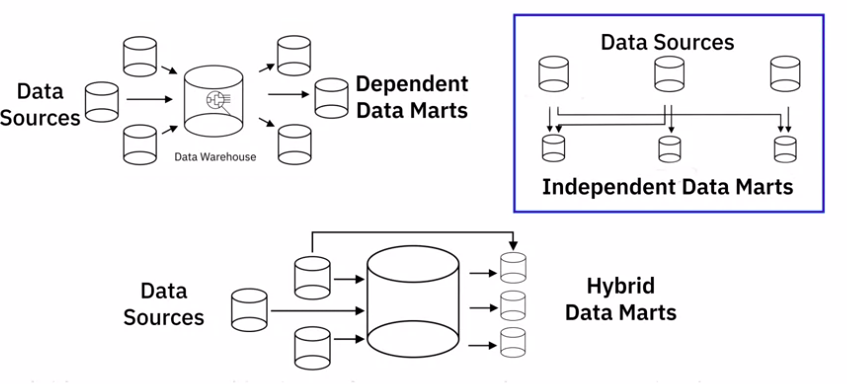 Data
Sources
Data Warehouse
Dependent
Data Marts
Data Sources
Independent Data Marts
Data
Sources
Hybrid
Data Marts